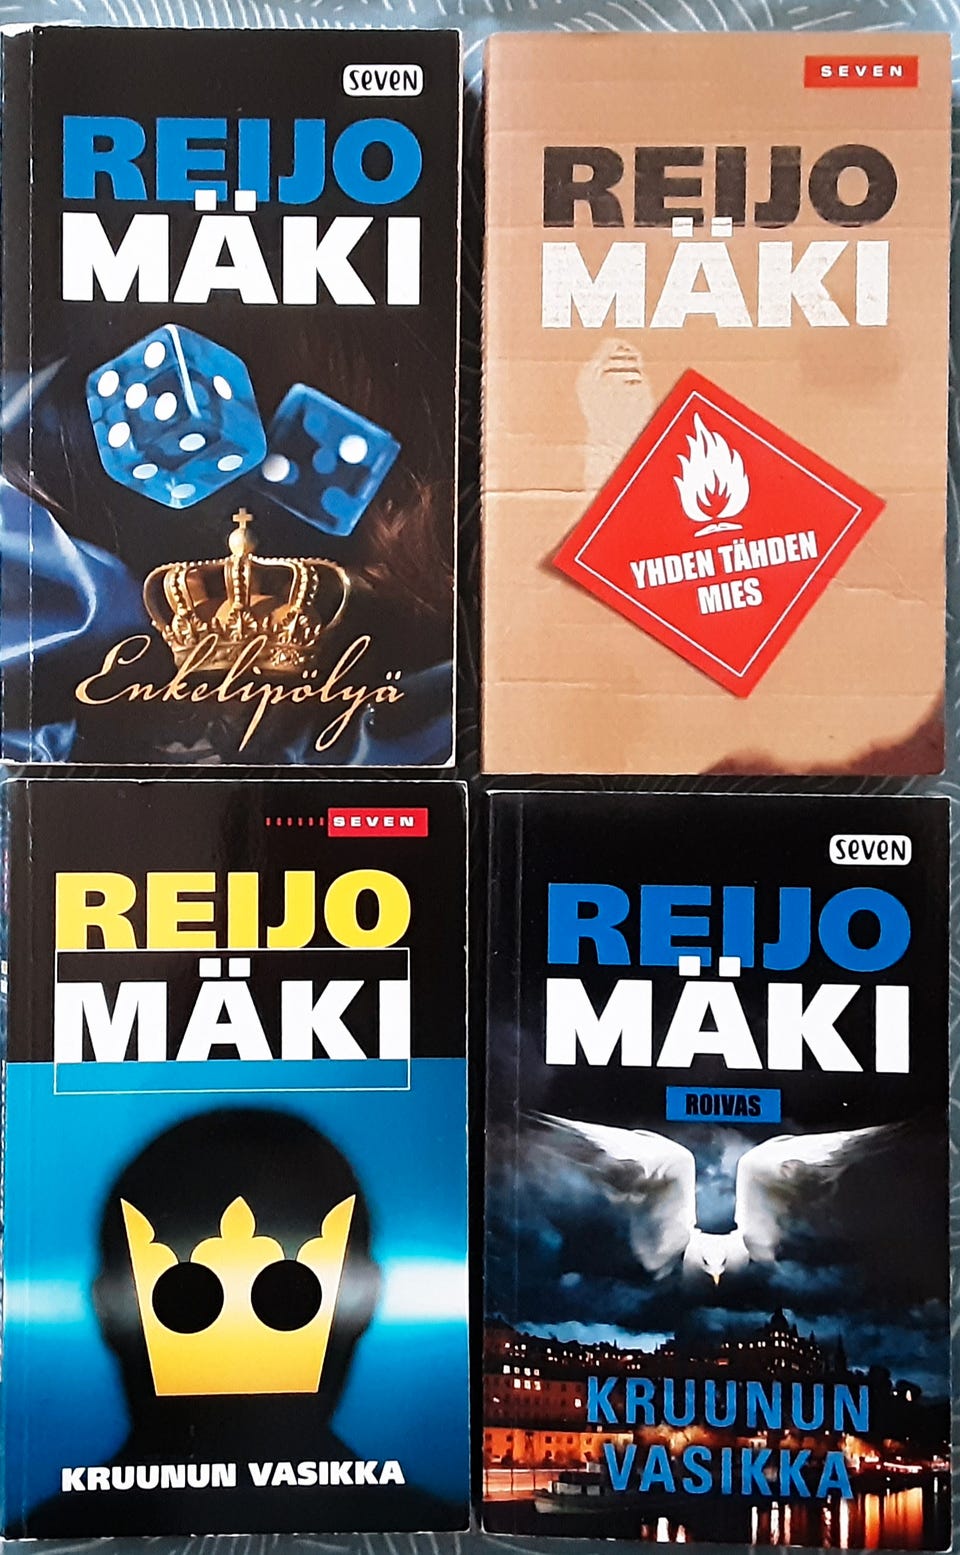 seven
REIJO
MÄKI
Enkelipölyä
SEVEN
REIJO
MÄKI
YHDEN TÄHDEN
MIES
SEVEN
REIJO
MÄKI
KRUUNUN VASIKKA
seven
REIJO
MÄKI
ROIVAS
KRUUNUN
VASIKKA